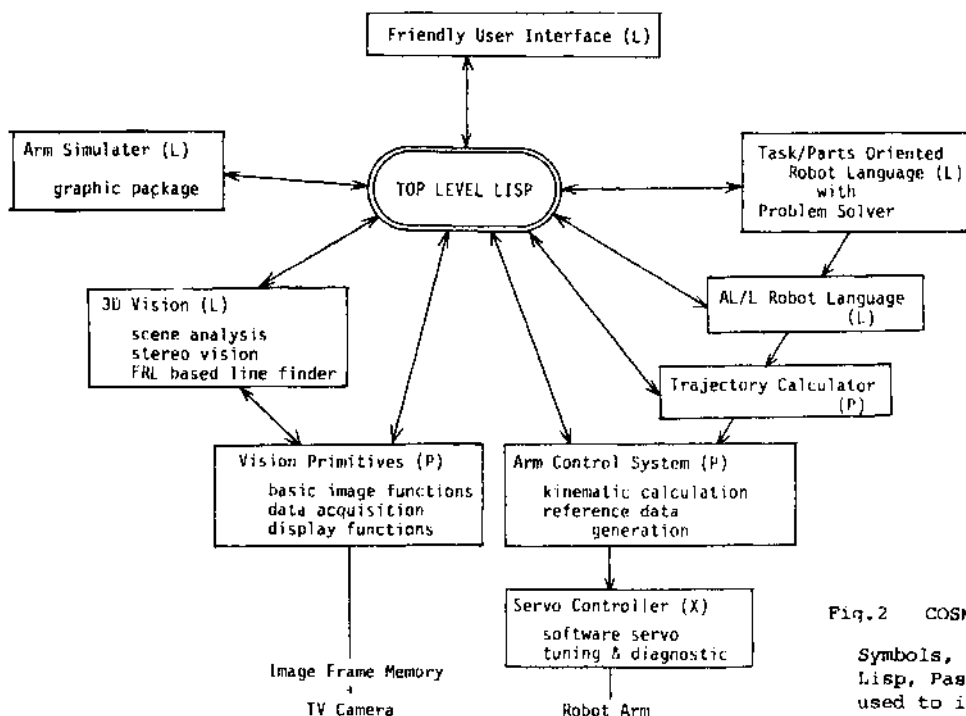 Friendly User Interface (L)
Arm Simulater (L)
graphic package
TOP LEVEL LISP
Task/Parts Oriented
Robot Language (L)
with
Problem Solver
3D Vision (L)
scene analysis
stereo vision
FRL based line finder
AL/L Robot Language
(L)
Trajectory Calculator
(P)
Vision Primitives (P)
basic image functions
data acquisition
display functions
Arm Control System (P)
kinematic calculation
reference data
generation
Servo Controller (X)
software servo
tuning & diagnostic
Image Frame Memory
+
TV Camera
Robot Arm
Fig.2 COSM
Symbols,
Lisp, Pas
used to i